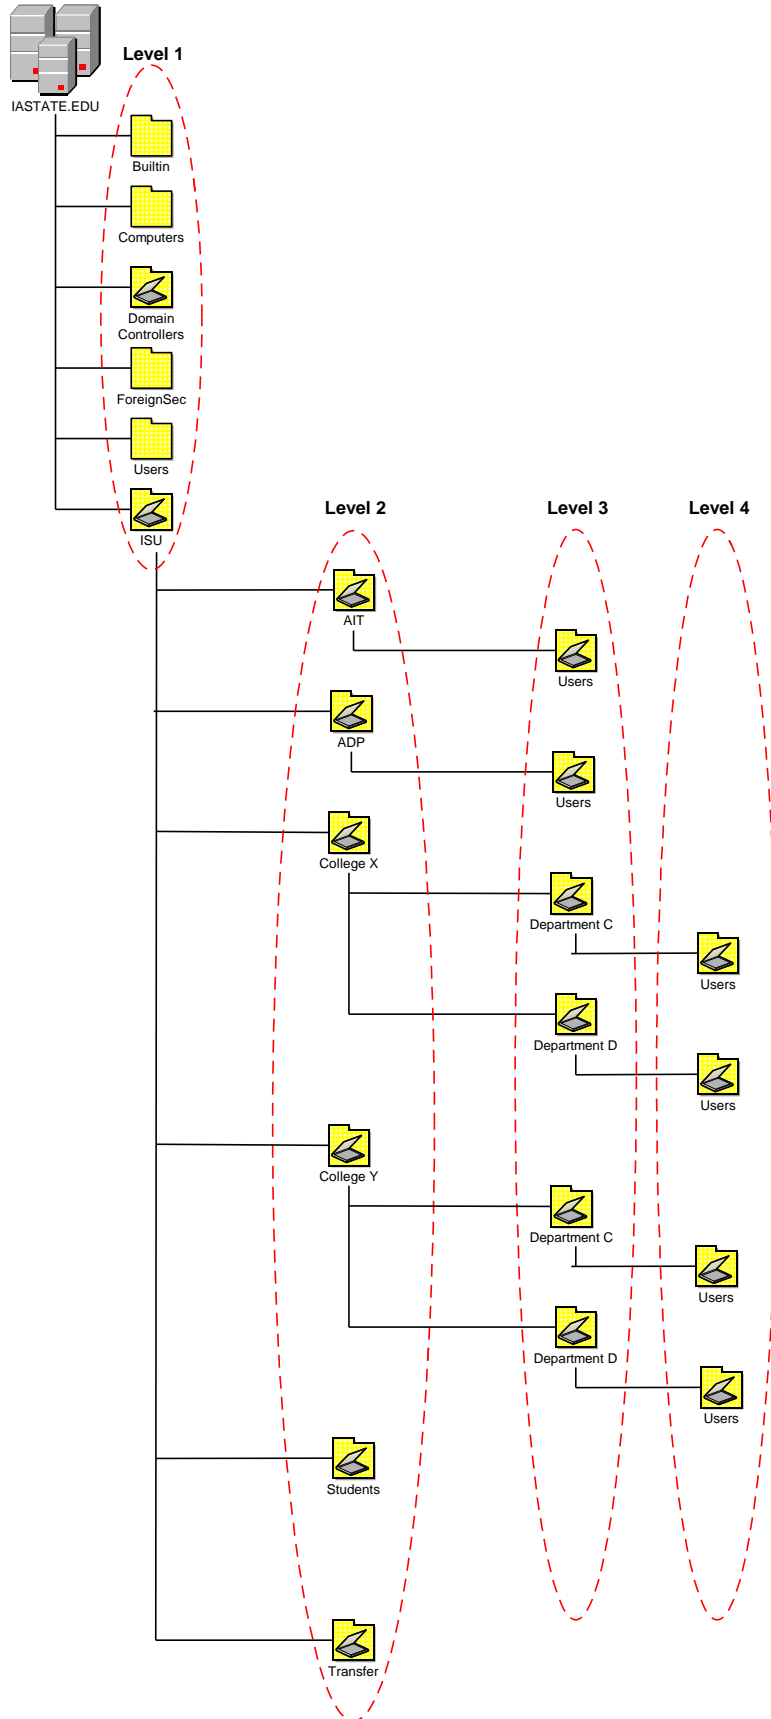 Level 1
IASTATE.EDU
Builtin
Computers
Domain
Controllers
ForeignSec
Users
ISU
Level 2
Level 3
Level 4
AIT
Users
ADP
Users
College X
Department C
Users
Department D
Users
College Y
Department C
Users
Department D
Users
Students
Transfer